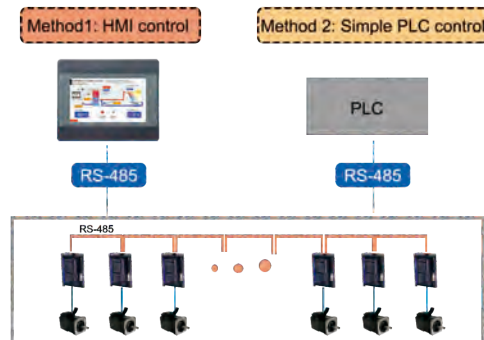 Method1: HMI control
Method 2: Simple PLC control
PLC
RS-485
RS-485
RS-485